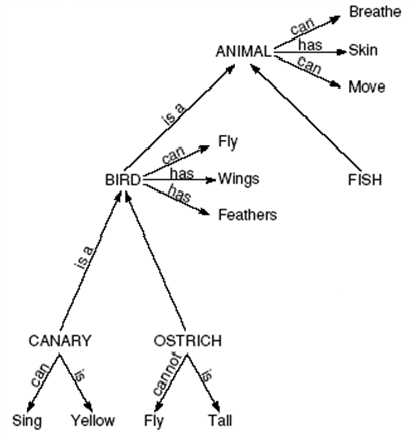 can Breathe
ANIMAL has Skin
can Move
is a
can Fly
BIRD has Wings FISH
has Feathers
is a
CANARY OSTRICH
can is cannot is
Sing Yellow Fly Tall